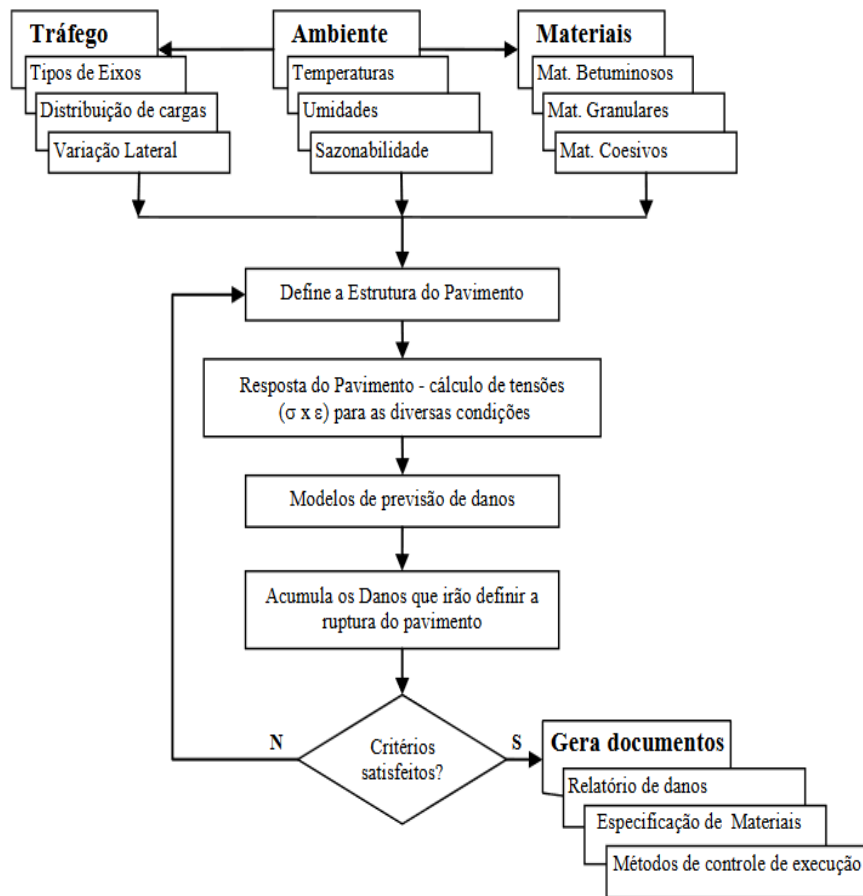 Tráfego
Tipos de Eixos
Distribuição de cargas
Variação Lateral
Ambiente
Temperaturas
Umidades
Sazonabilidade
Materiais
Mat. Betuminosos
Mat. Granulares
Mat. Coesivos
Define a Estrutura do Pavimento
Resposta do Pavimento - cálculo de tensões
(σ x ε) para as diversas condições
Modelos de previsão de danos
Acumula os Danos que irão definir a
ruptura do pavimento
N
Critérios
satisfeitos?
S
Gera documentos
Relatório de danos
Especificação de Materiais
Métodos de controle de execução